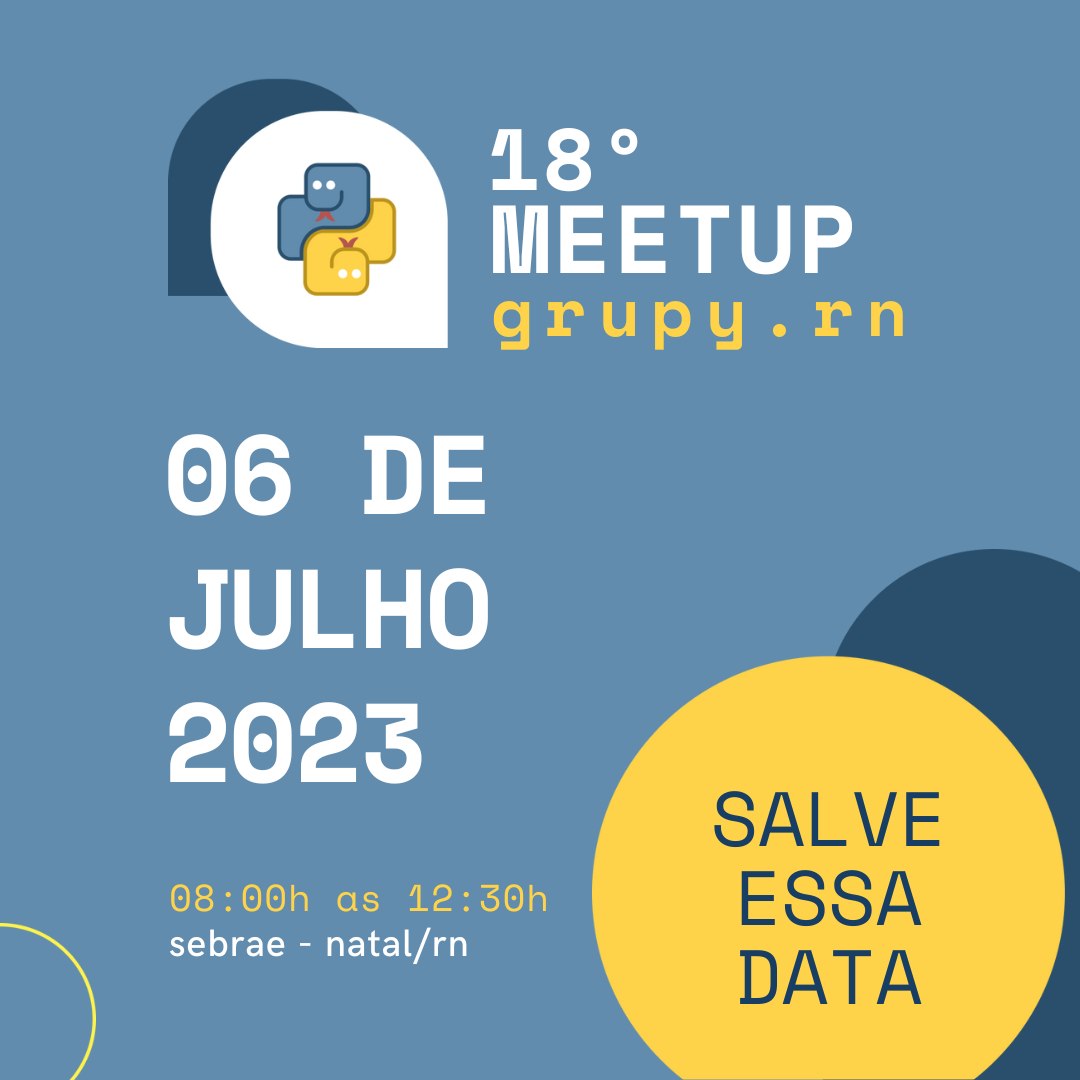 18°
MEETUP
grupy.rn
06 DE
JULHO
2023
08:00h as 12:30h
sebrae - natal/rn
SALVE
ESSA
DATA